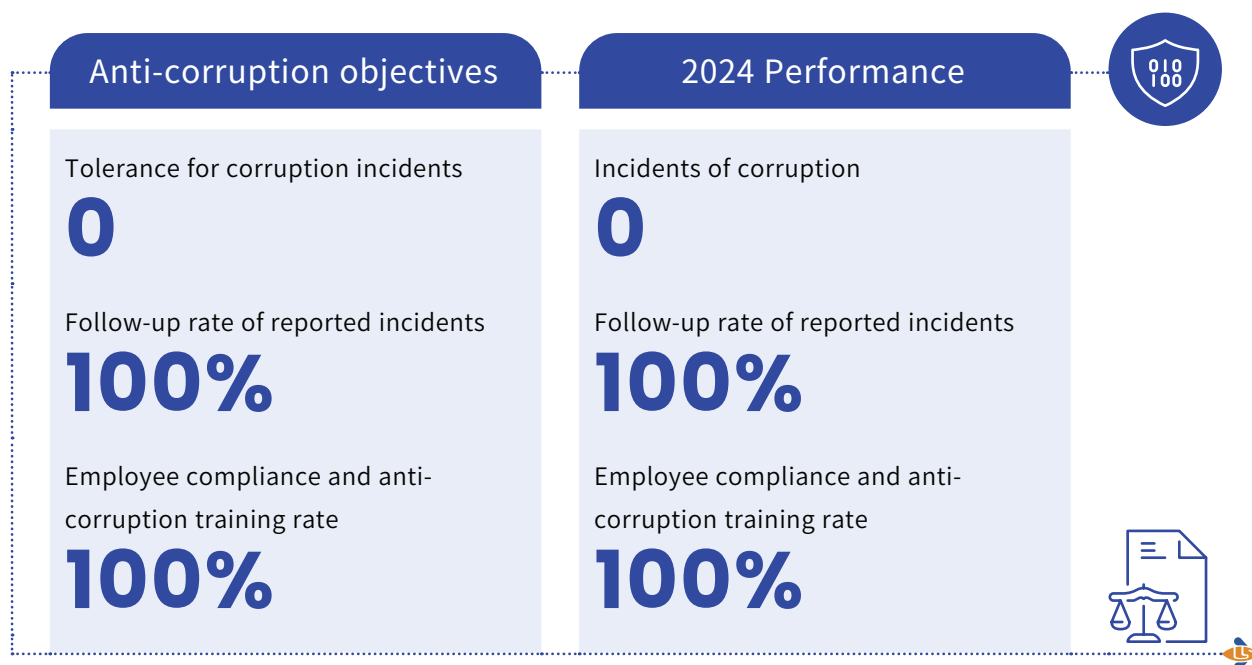 Anti-corruption objectives
2024 Performance
010
100
Tolerance for corruption incidents
0
Follow-up rate of reported incidents
100%
Employee compliance and anti-
corruption training rate
100%
Incidents of corruption
0
Follow-up rate of reported incidents
100%
Employee compliance and anti-
corruption training rate
100%
LS